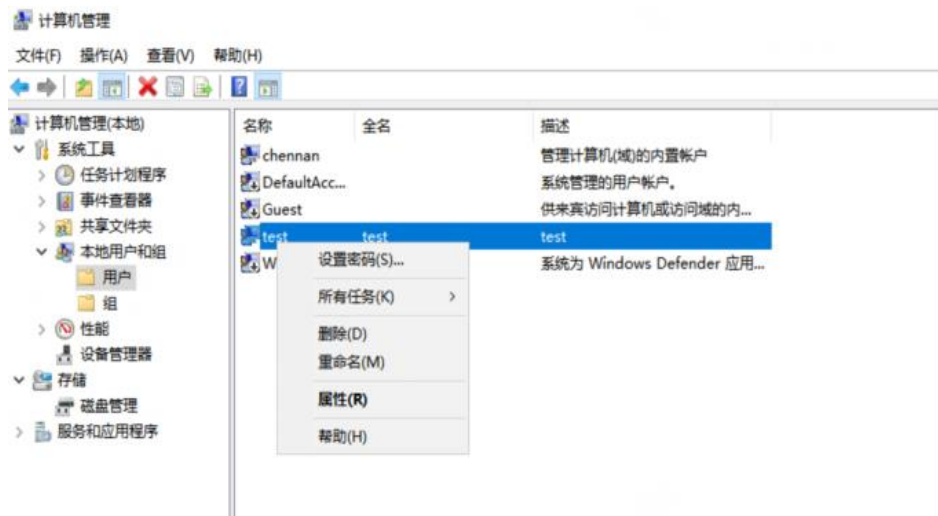 计算机管理
文件(F) 操作(A) 查看(V) 帮助(H)
计算机管理(本地)
系统工具
任务计划程序
事件查看器
共享文件夹
本地用户和组
用户
组
性能
设备管理器
存储
磁盘管理
服务和应用程序
名称 全名 描述
chennan 管理计算机(域)的内置帐户
DefaultAcc... 系统管理的用户帐户。
Guest 供来宾访问计算机或访问域的内...
test test test
W 系统为 Windows Defender 应用...
设置密码(S)...
所有任务(K)
删除(D)
重命名(M)
属性(R)
帮助(H)